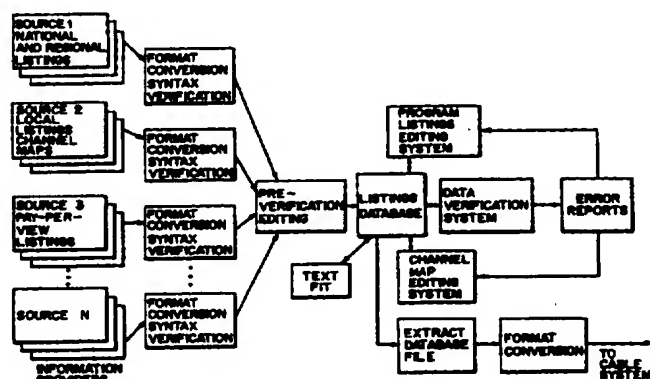 SOURCE 1
NATIONAL
AND REGIONAL
LISTINGS
FORMAT
CONVERSION
SYNTAX
VERIFICATION
SOURCE 2
LOCAL
LISTINGS
CHANNEL
MAPS
FORMAT
CONVERSION
SYNTAX
VERIFICATION
SOURCE 3
PAY-PER-
VIEW
LISTINGS
FORMAT
CONVERSION
SYNTAX
VERIFICATION
SOURCE N
FORMAT
CONVERSION
SYNTAX
VERIFICATION
INFORMATION
PROVIDERS
PRE-
VERIFICATION
EDITING
LISTINGS
DATABASE
PROGRAM
LISTINGS
EDITING
SYSTEM
DATA
VERIFICATION
SYSTEM
ERROR
REPORTS
TEXT
FIT
CHANNEL
MAP
EDITING
SYSTEM
EXTRACT
DATABASE
FILE
FORMAT
CONVERSION
TO
CABLE
SYSTEM